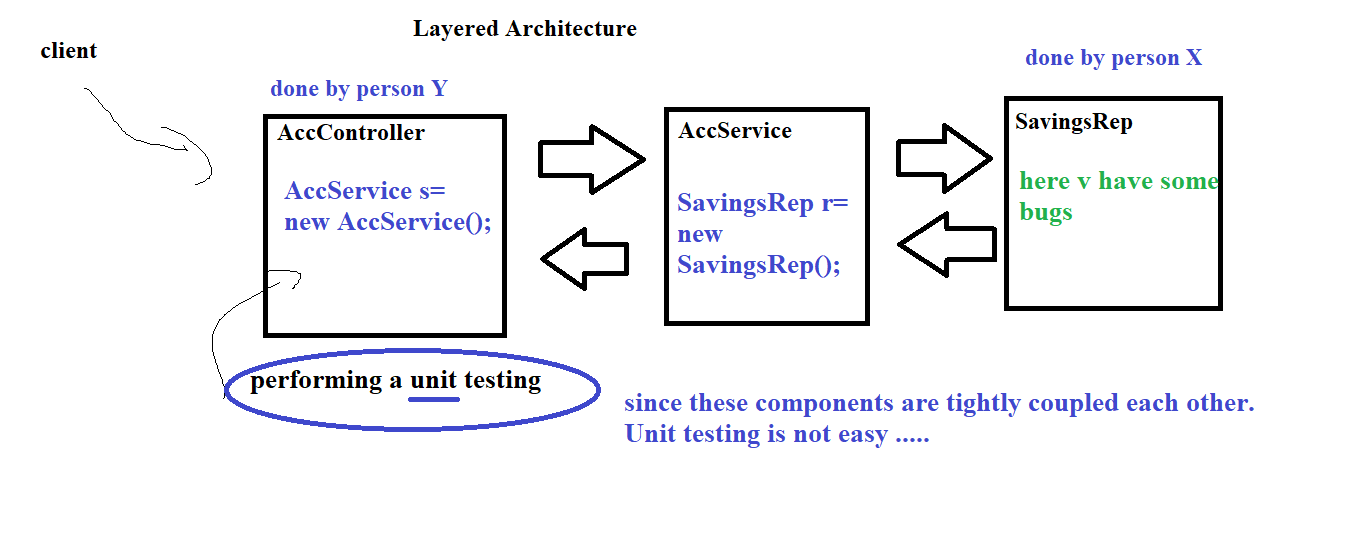 Layered Architecture
client
done by person Y
done by person X
AccController
AccService s=
new AccService();
AccService
SavingsRep r=
new
SavingsRep();
SavingsRep
here v have some
bugs
performing a unit testing
since these components are tightly coupled each other.
Unit testing is not easy .....